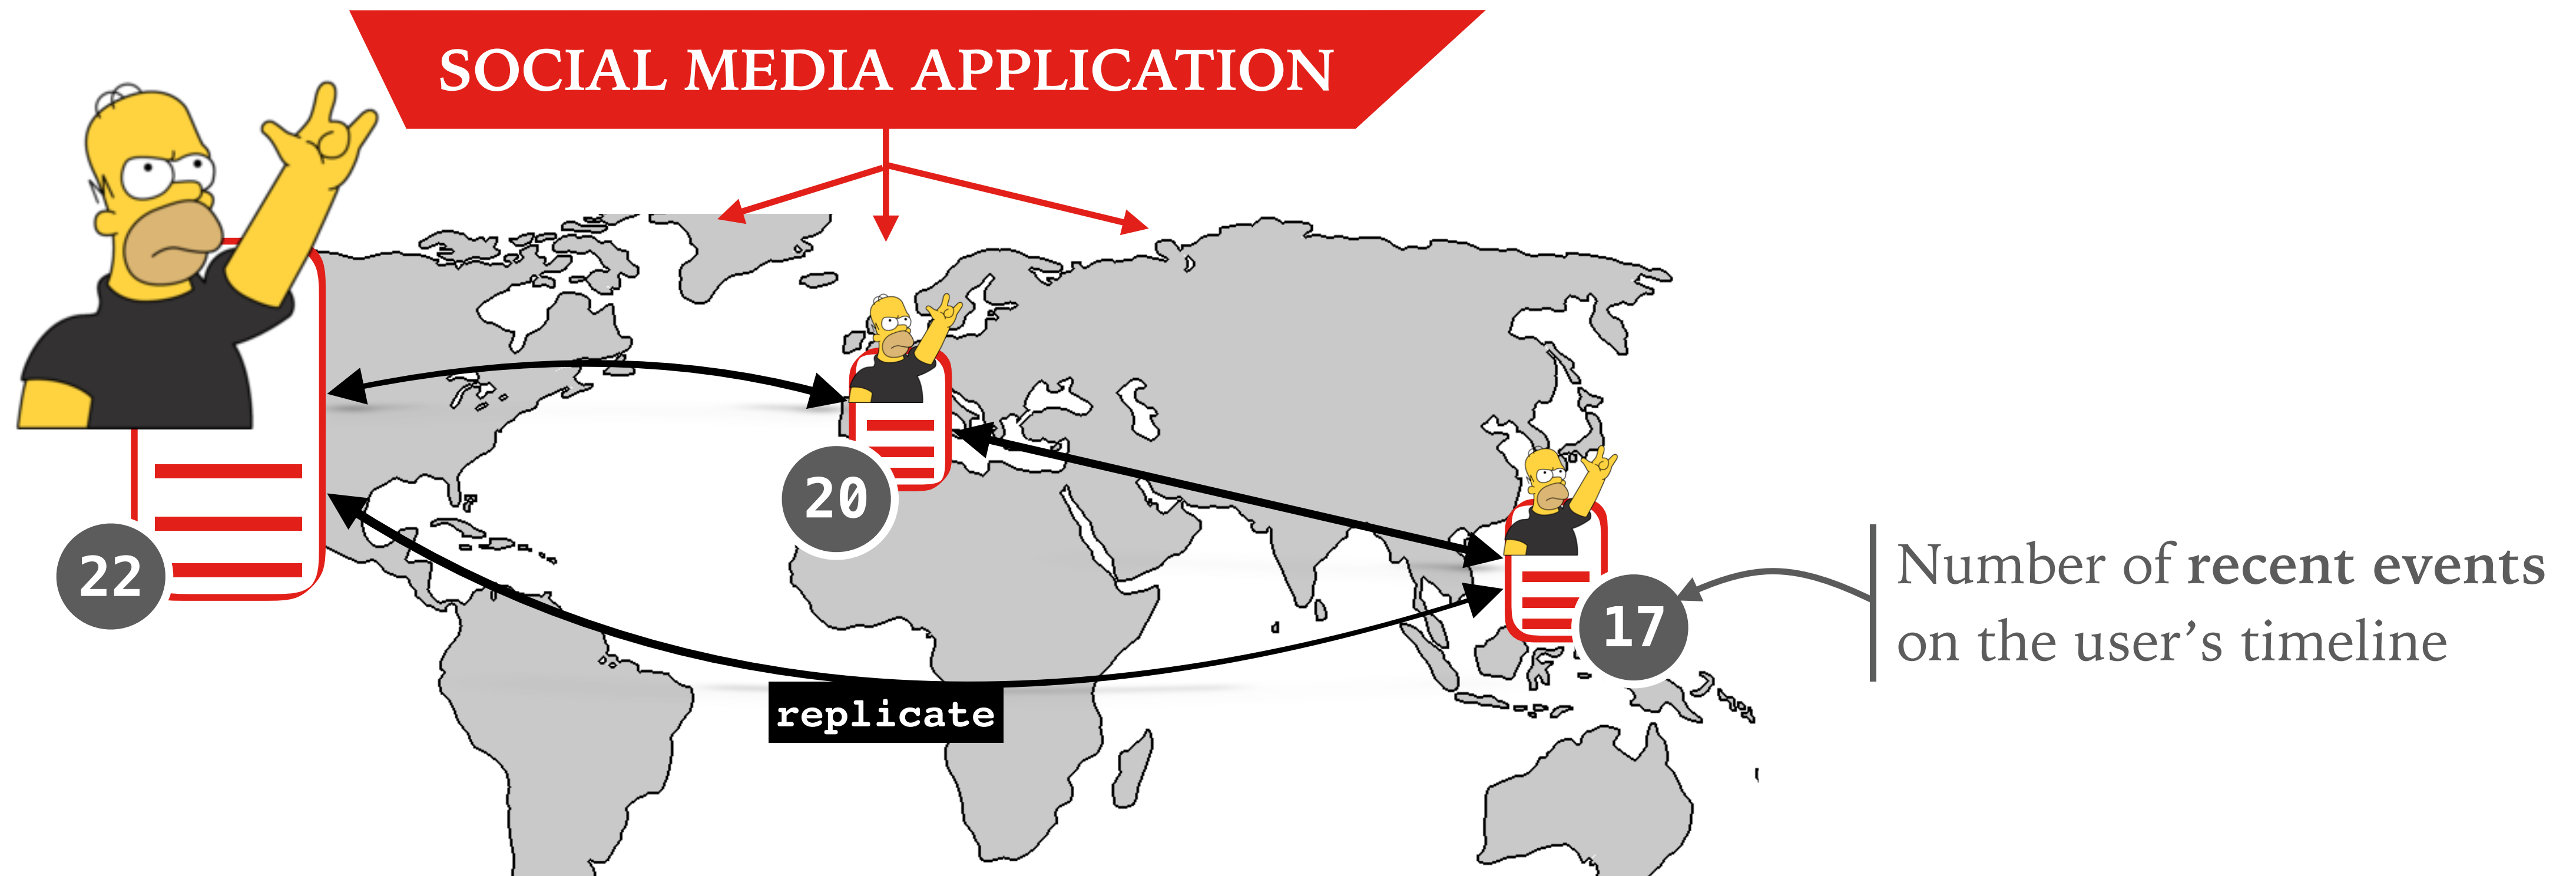 SOCIAL MEDIA APPLICATION
20
22
17
Number of recent events
on the user’s timeline
replicate